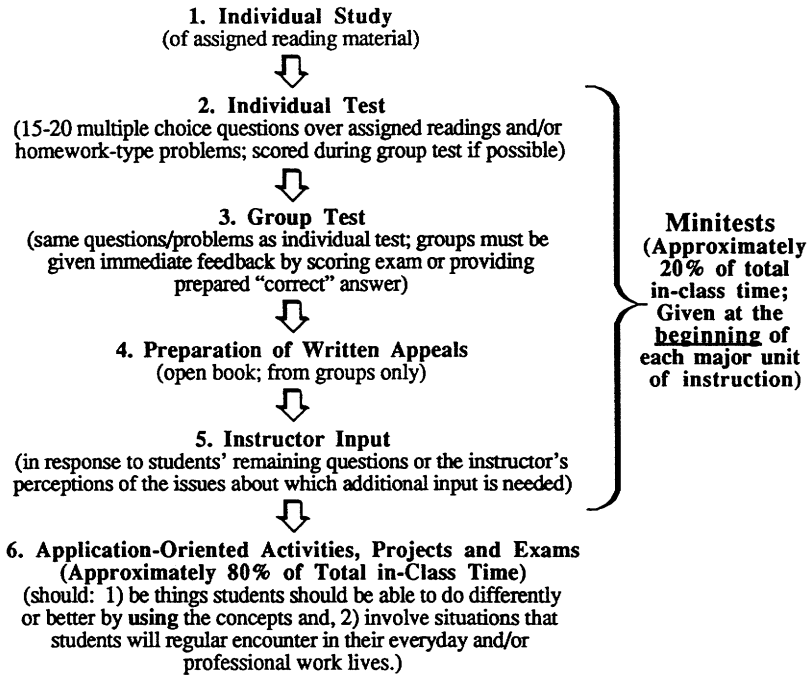 1. Individual Study
(of assigned reading material)
2. Individual Test
(15-20 multiple choice questions over assigned readings and/or
homework-type problems; scored during group test if possible)
3. Group Test
(same questions/problems as individual test; groups must be
given immediate feedback by scoring exam or providing
prepared “correct” answer)
4. Preparation of Written Appeals
(open book; from groups only)
5. Instructor Input
(in response to students’ remaining questions or the instructor’s
perceptions of the issues about which additional input is needed)
6. Application-Oriented Activities, Projects and Exams
(Approximately 80% of Total in-Class Time)
(should: 1) be things students should be able to do differently
or better by using the concepts and, 2) involve situations that
students will regular encounter in their everyday and/or
professional work lives.)
Minitests
(Approximately
20% of total
in-class time;
Given at the
beginning of
each major unit
of instruction)